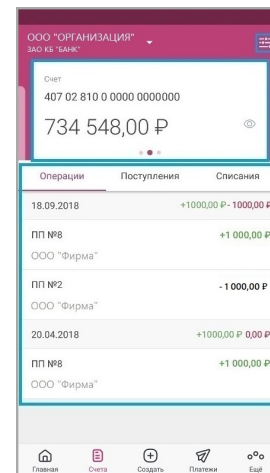 ООО "ОРГАНИЗАЦИЯ"
ЗАО КБ "БАНК"
Счет
407 02 810 0 0000 0000000
734 548,00 ₽
Операции Поступления Списания
18.09.2018 +1000,00 ₽ - 1000,00 ₽
ПП №8 +1 000,00 ₽
ООО "Фирма"
ПП №2 - 1 000,00 ₽
ООО "Фирма"
20.04.2018 +1000,00 ₽ 0,00 ₽
ПП №8 +1 000,00 ₽
ООО "Фирма"
Главная Счета Создать Платежи Ещё